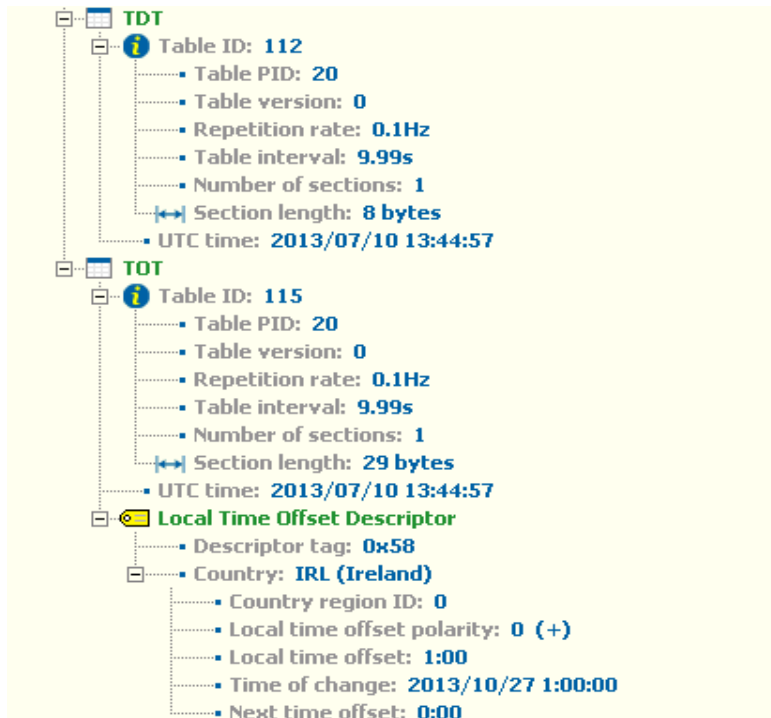 TDT
Table ID: 112
Table PID: 20
Table version: 0
Repetition rate: 0.1Hz
Table interval: 9.99s
Number of sections: 1
Section length: 8 bytes
UTC time: 2013/07/10 13:44:57
TOT
Table ID: 115
Table PID: 20
Table version: 0
Repetition rate: 0.1Hz
Table interval: 9.99s
Number of sections: 1
Section length: 29 bytes
UTC time: 2013/07/10 13:44:57
Local Time Offset Descriptor
Descriptor tag: 0x58
Country: IRL (Ireland)
Country region ID: 0
Local time offset polarity: 0 (+)
Local time offset: 1:00
Time of change: 2013/10/27 1:00:00
Next time offset: 0:00